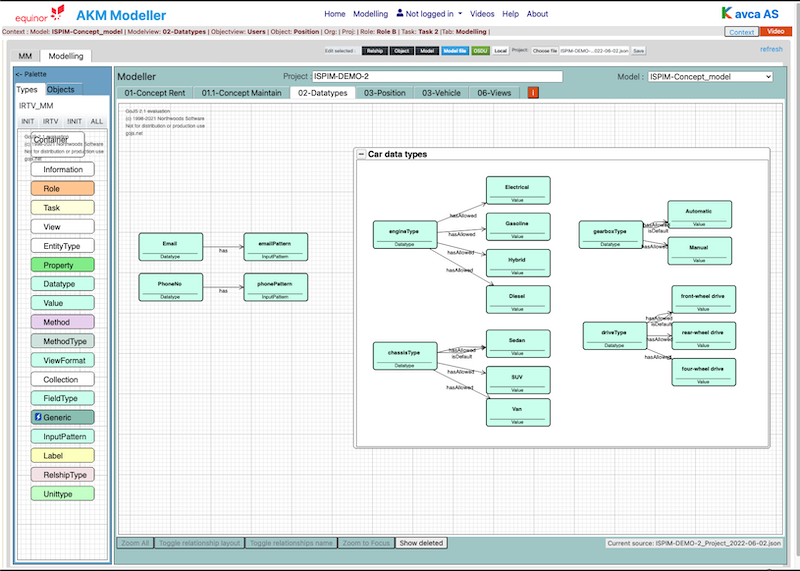 equinor
AKM Modeller
Home Modelling Not logged in Videos Help About
Kavca AS
Context : Model: ISPIM-Concept_model | Modelview: 02-Datatypes | Objectview: Users | Object: Position | Org: | Proj: | Role: Role B | Task: Task 2 |Tab: Modelling |
Context Video
MM Modelling
Edit selected : Relship Object Model Model file OSDU Local Project: Choose file ISPIM-DEMO-...022-06-02.json Save
refresh
<- Palette
Types Objects
IRTV_MM
INIT IRTV !!INIT ALL
GoJS 2.1 evaluation
(c) 1998-2021 Northwoods Software
Not for distribution or production use
gojs.net
Container
Information
Role
Task
View
EntityType
Property
Datatype
Value
Method
MethodType
ViewFormat
Collection
FieldType
Generic
InputPattern
Label
RelshipType
Unittype
Modeller
Project : ISPIM-DEMO-2
Model : ISPIM-Concept_model
01-Concept Rent 01.1-Concept Maintain 02-Datatypes 03-Position 03-Vehicle 06-Views i
GoJS 2.1 evaluation
(c) 1998-2021 Northwoods Software
Not for distribution or production use
gojs.net
Email
Datatype
has
emailPattern
InputPattern
PhoneNo
Datatype
has
phonePattern
InputPattern
Car data types
engineType
Datatype
hasAllowed
hasAllowed
hasAllowed
hasAllowed
Electrical
Value
Gasoline
Value
Hybrid
Value
Diesel
Value
chassisType
Datatype
hasAllowed
isDefault
hasAllowed
hasAllowed
Sedan
Value
SUV
Value
Van
Value
gearboxType
Datatype
hasAllowed
isDefault
hasAllowed
Automatic
Value
Manual
Value
driveType
Datatype
hasAllowed
isDefault
hasAllowed
hasAllowed
front-wheel drive
Value
rear-wheel drive
Value
four-wheel drive
Value
Zoom All Toggle relationship layout Toggle relationships name Zoom to Focus Show deleted
Current source: ISPIM-DEMO-2_Project_2022-06-02.json